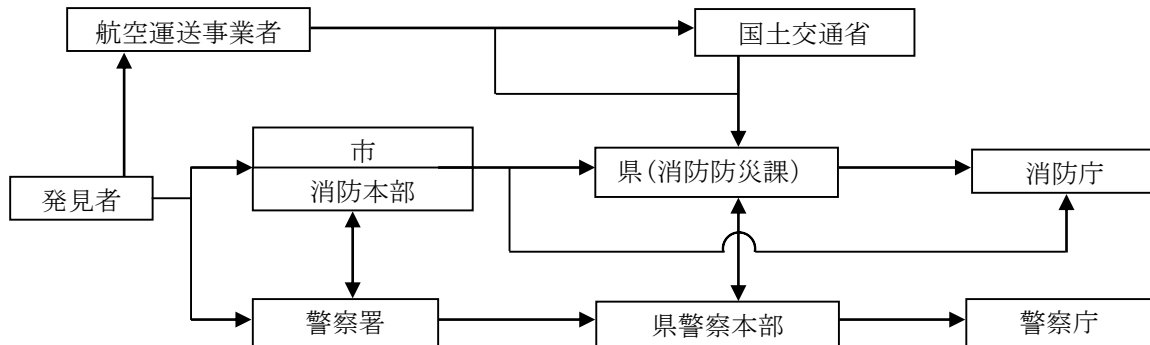 航空運送事業者
国土交通省
市
消防本部
県(消防防災課)
消防庁
発見者
警察署
県警察本部
警察庁